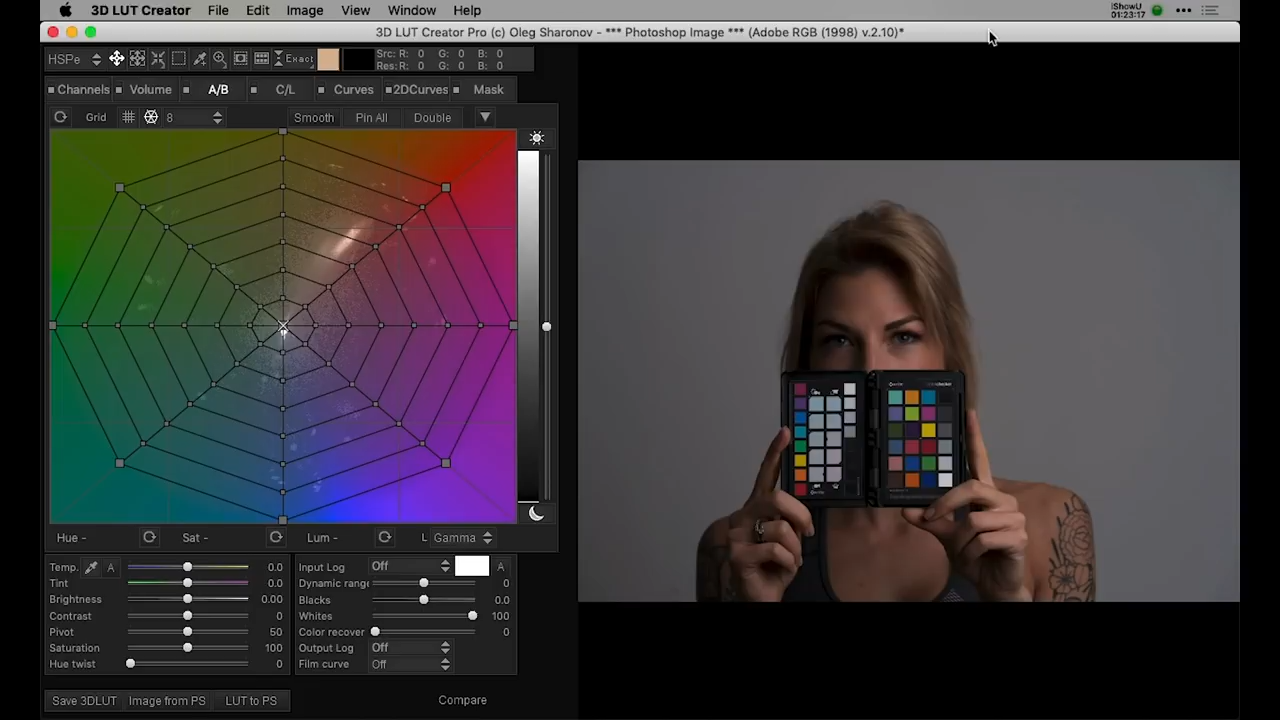 3D LUT Creator File Edit Image View Window Help iShowU 01:23:17
3D LUT Creator Pro (c) Oleg Sharonov - *** Photoshop Image *** (Adobe RGB (1998) v.2.10)*
HSPe Exact Src: R: 0 G: 0 B: 0
Res: R: 0 G: 0 B: 0
Channels Volume A/B C/L Curves 2DCurves Mask
Grid 8 Smooth Pin All Double
Hue - Sat - Lum - L Gamma
Temp. A 0.0 Input Log Off A
Tint 0.0 Dynamic range 0
Brightness 0.00 Blacks 0.0
Contrast 0 Whites 100
Pivot 50 Color recover 0
Saturation 100 Output Log Off
Hue twist 0 Film curve Off
Save 3DLUT Image from PS LUT to PS Compare